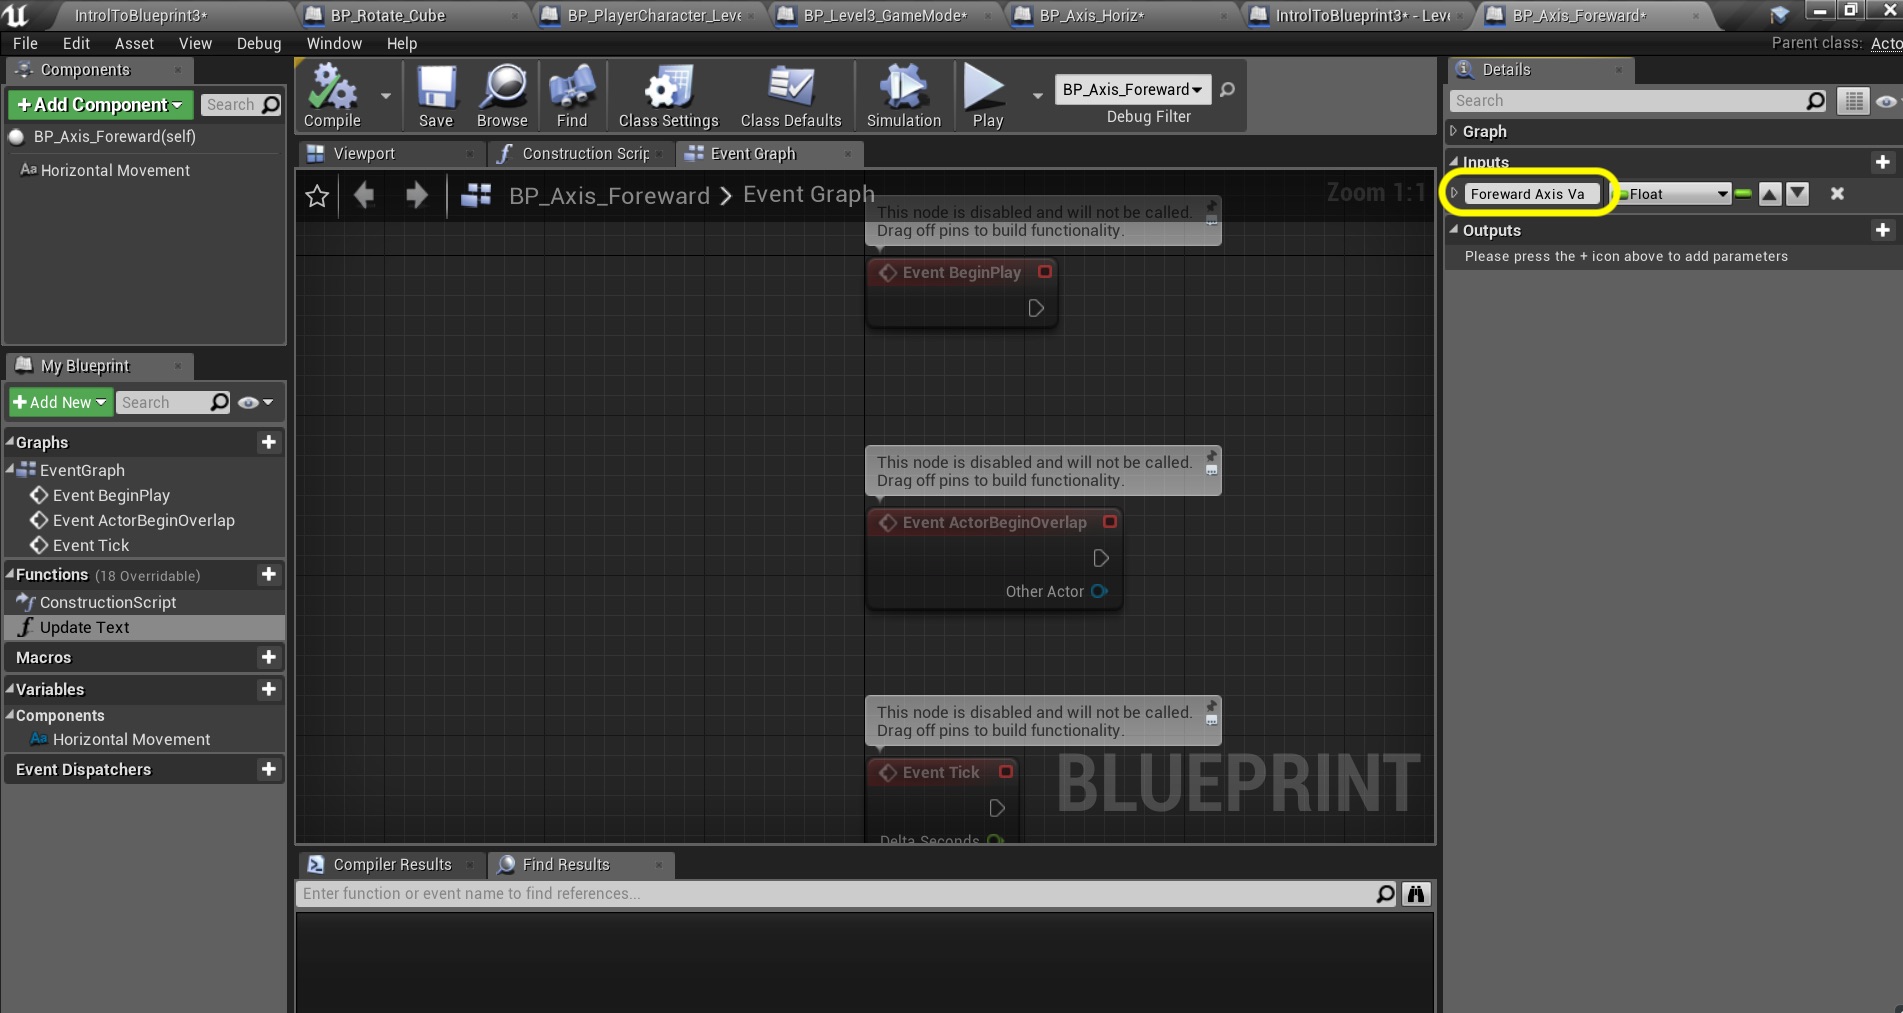 IntrolToBlueprint3*
BP_Rotate_Cube
BP_PlayerCharacter_Leve
BP_Level3_GameMode*
BP_Axis_Horiz*
IntrolToBlueprint3* - Leve
BP_Axis_Foreward*
File Edit Asset View Debug Window Help
Parent class: Acto
Components
+Add Component
Search
BP_Axis_Foreward(self)
Aa Horizontal Movement
Compile
Save
Browse
Find
Class Settings
Class Defaults
Simulation
Play
BP_Axis_Foreward
Debug Filter
Viewport
Construction Scrip
Event Graph
BP_Axis_Foreward > Event Graph
Zoom 1:1
This node is disabled and will not be called.
Drag off pins to build functionality.
Event BeginPlay
This node is disabled and will not be called.
Drag off pins to build functionality.
Event ActorBeginOverlap
Other Actor
This node is disabled and will not be called.
Drag off pins to build functionality.
Event Tick
Delta Seconds
BLUEPRINT
My Blueprint
+Add New
Search
Graphs
EventGraph
Event BeginPlay
Event ActorBeginOverlap
Event Tick
Functions (18 Overridable)
ConstructionScript
Update Text
Macros
Variables
Components
Aa Horizontal Movement
Event Dispatchers
Compiler Results
Find Results
Enter function or event name to find references...
Details
Search
Graph
Inputs
Foreward Axis Va
Float
Outputs
Please press the + icon above to add parameters